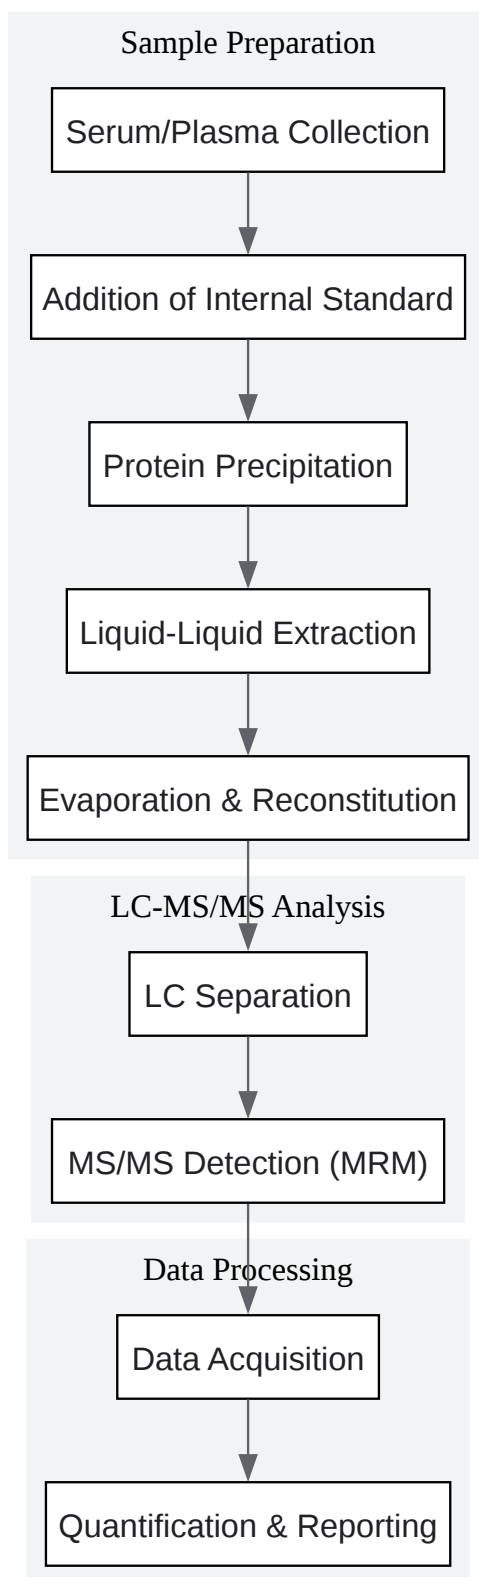 Sample Preparation
Serum/Plasma Collection
Addition of Internal Standard
Protein Precipitation
Liquid-Liquid Extraction
Evaporation & Reconstitution
LC-MS/MS Analysis
LC Separation
MS/MS Detection (MRM)
Data Processing
Data Acquisition
Quantification & Reporting